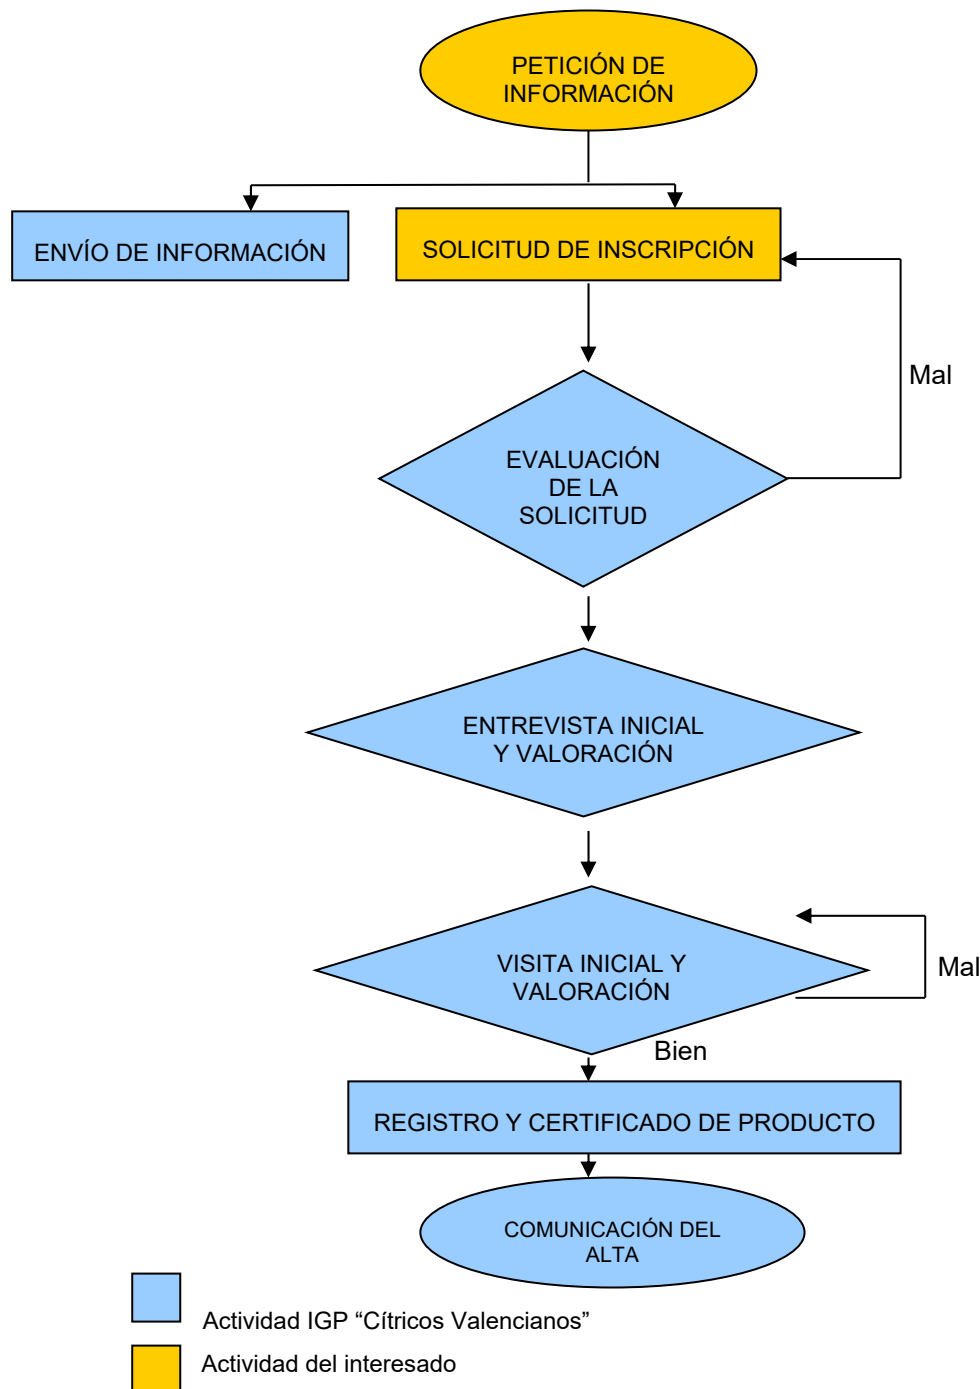 PETICIÓN DE
INFORMACIÓN
ENVÍO DE INFORMACIÓN
SOLICITUD DE INSCRIPCIÓN
Mal
EVALUACIÓN
DE LA
SOLICITUD
ENTREVISTA INICIAL
Y VALORACIÓN
VISITA INICIAL Y
VALORACIÓN
Mal
Bien
REGISTRO Y CERTIFICADO DE PRODUCTO
COMUNICACIÓN DEL
ALTA
Actividad IGP “Cítricos Valencianos”
Actividad del interesado